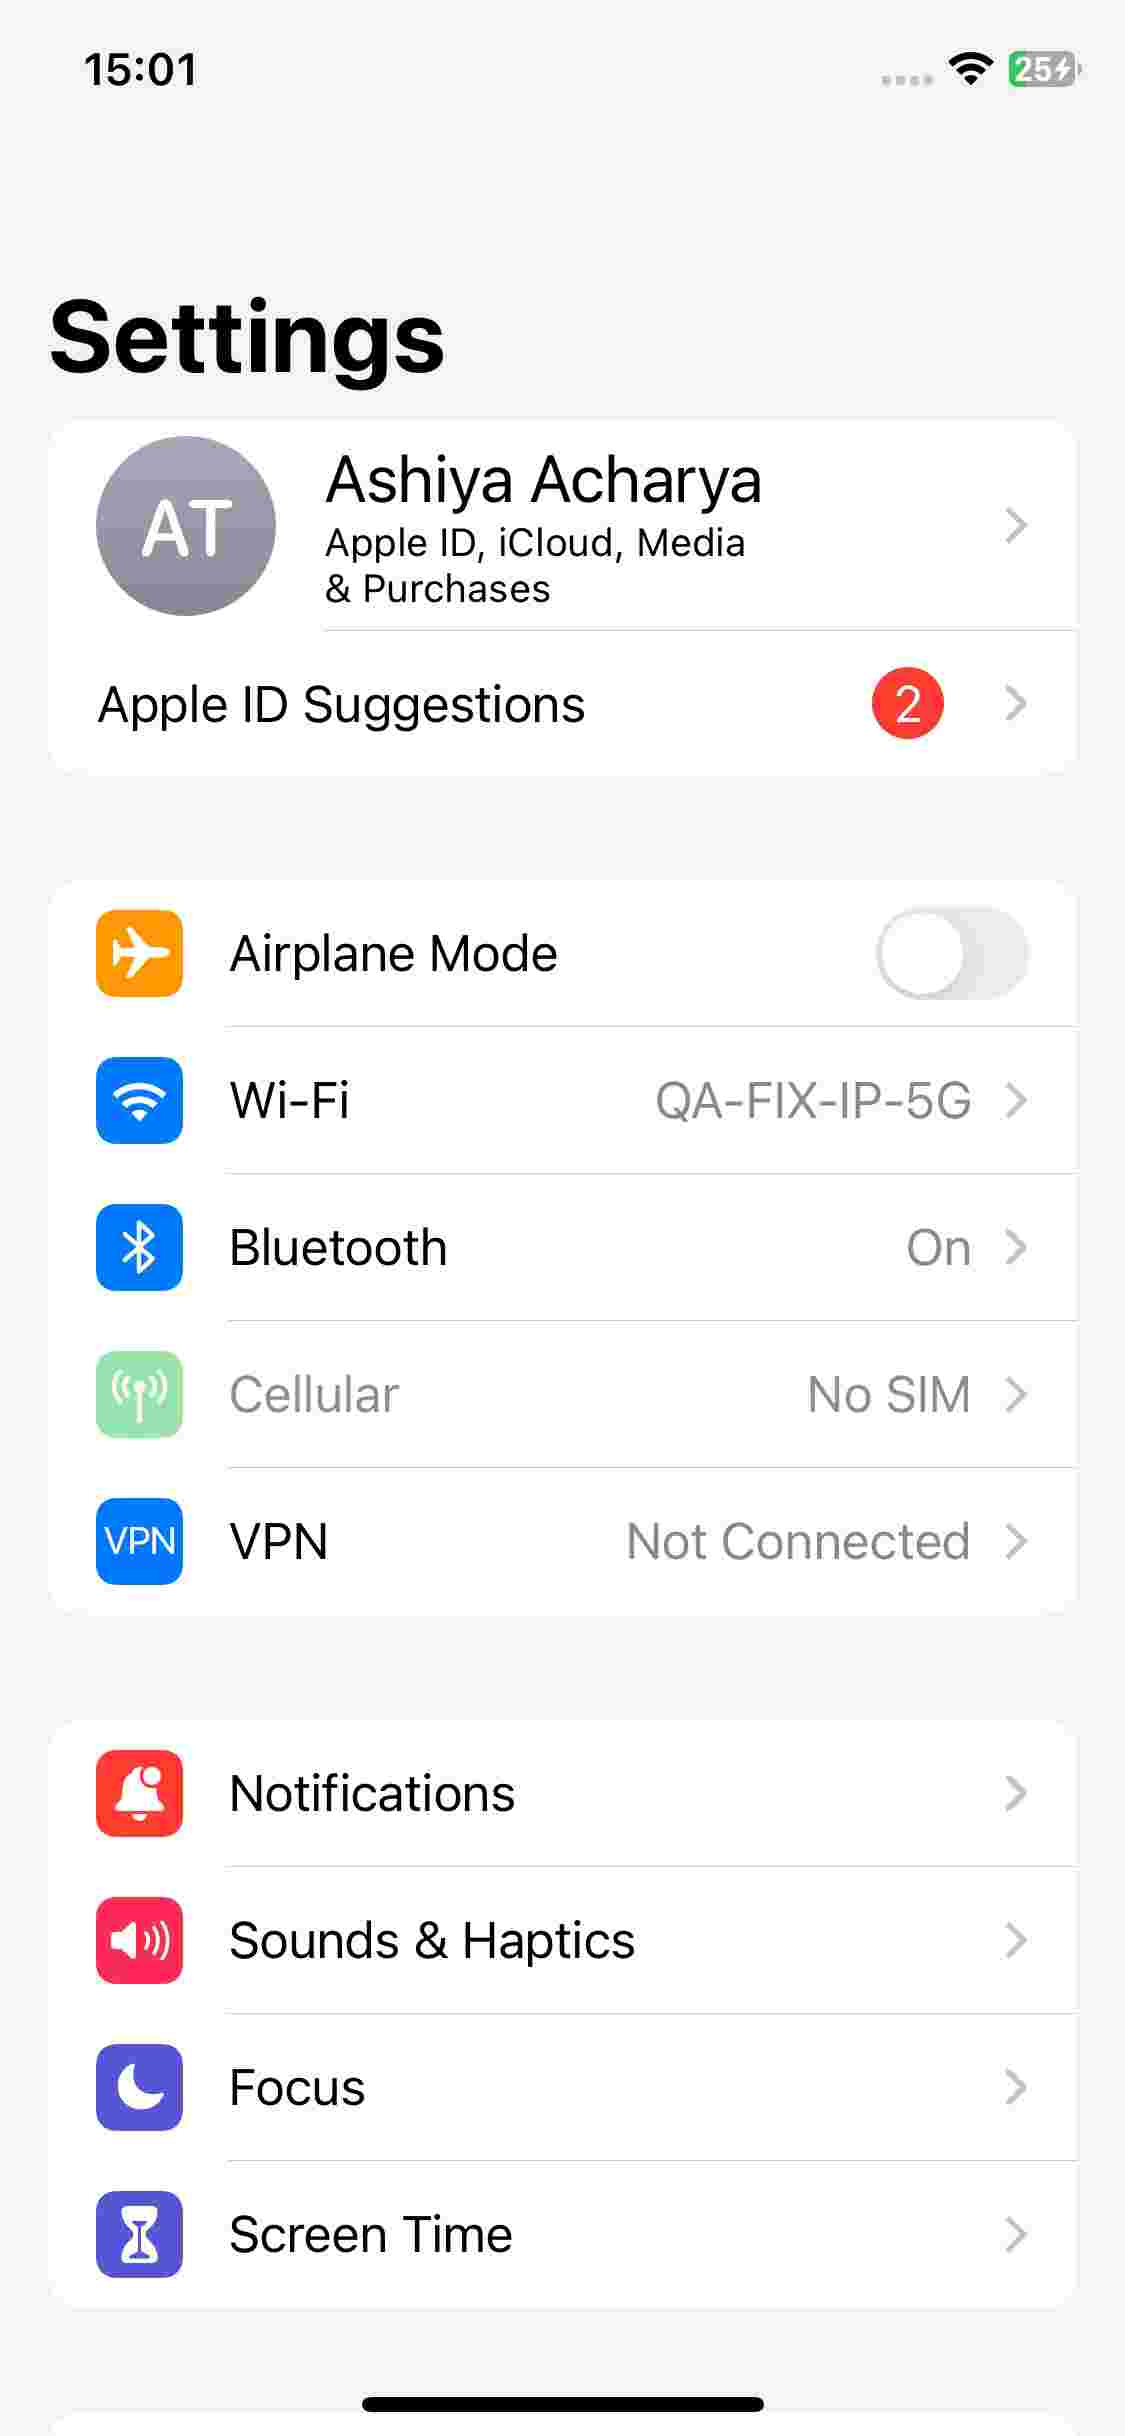 15:01
25
Settings
AT
Ashiya Acharya
Apple ID, iCloud, Media
& Purchases
Apple ID Suggestions 2
Airplane Mode
Wi-Fi QA-FIX-IP-5G
Bluetooth On
Cellular No SIM
VPN VPN Not Connected
Notifications
Sounds & Haptics
Focus
Screen Time